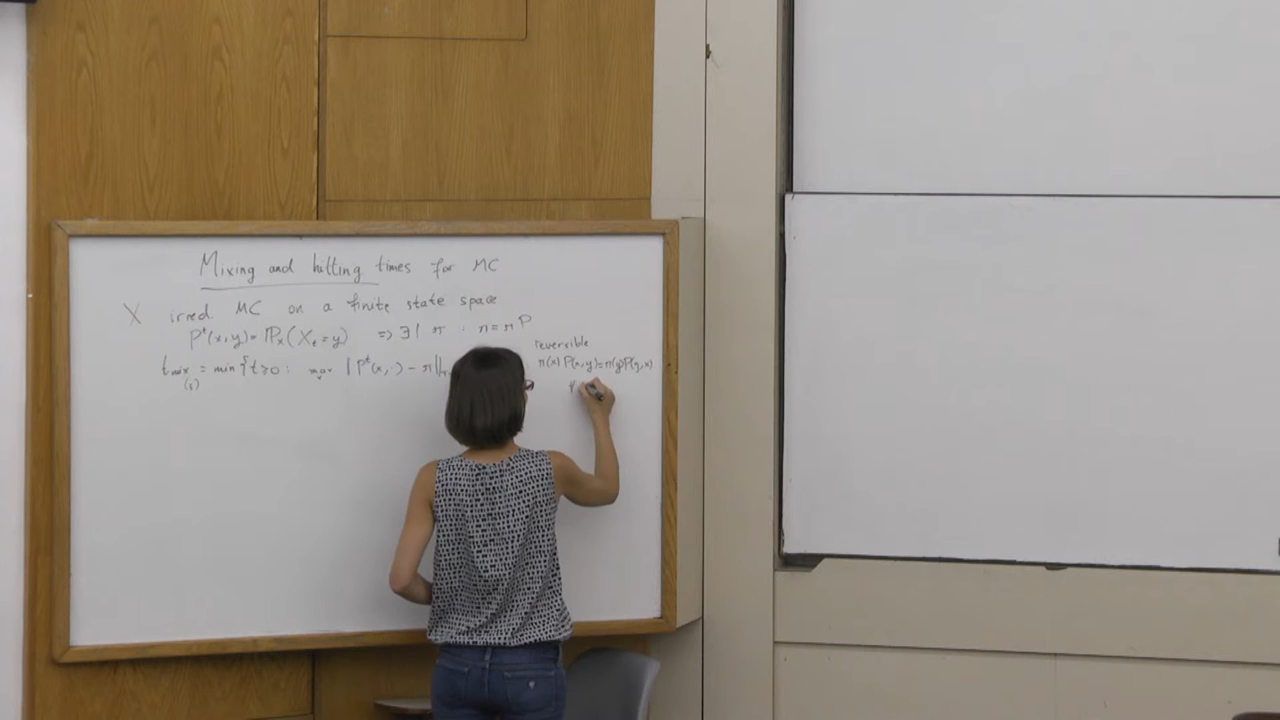 Mixing and hitting times for MC
X irred MC on a finite state space
P^t(x,y)=ℙ_x(X_t=y) => ∃! π : π=πP
t_mix(ε) = min{t≥0: max_x ||P^t(x,·) - π||
reversible
π(x)P(x,y)=π(y)P(y,x)